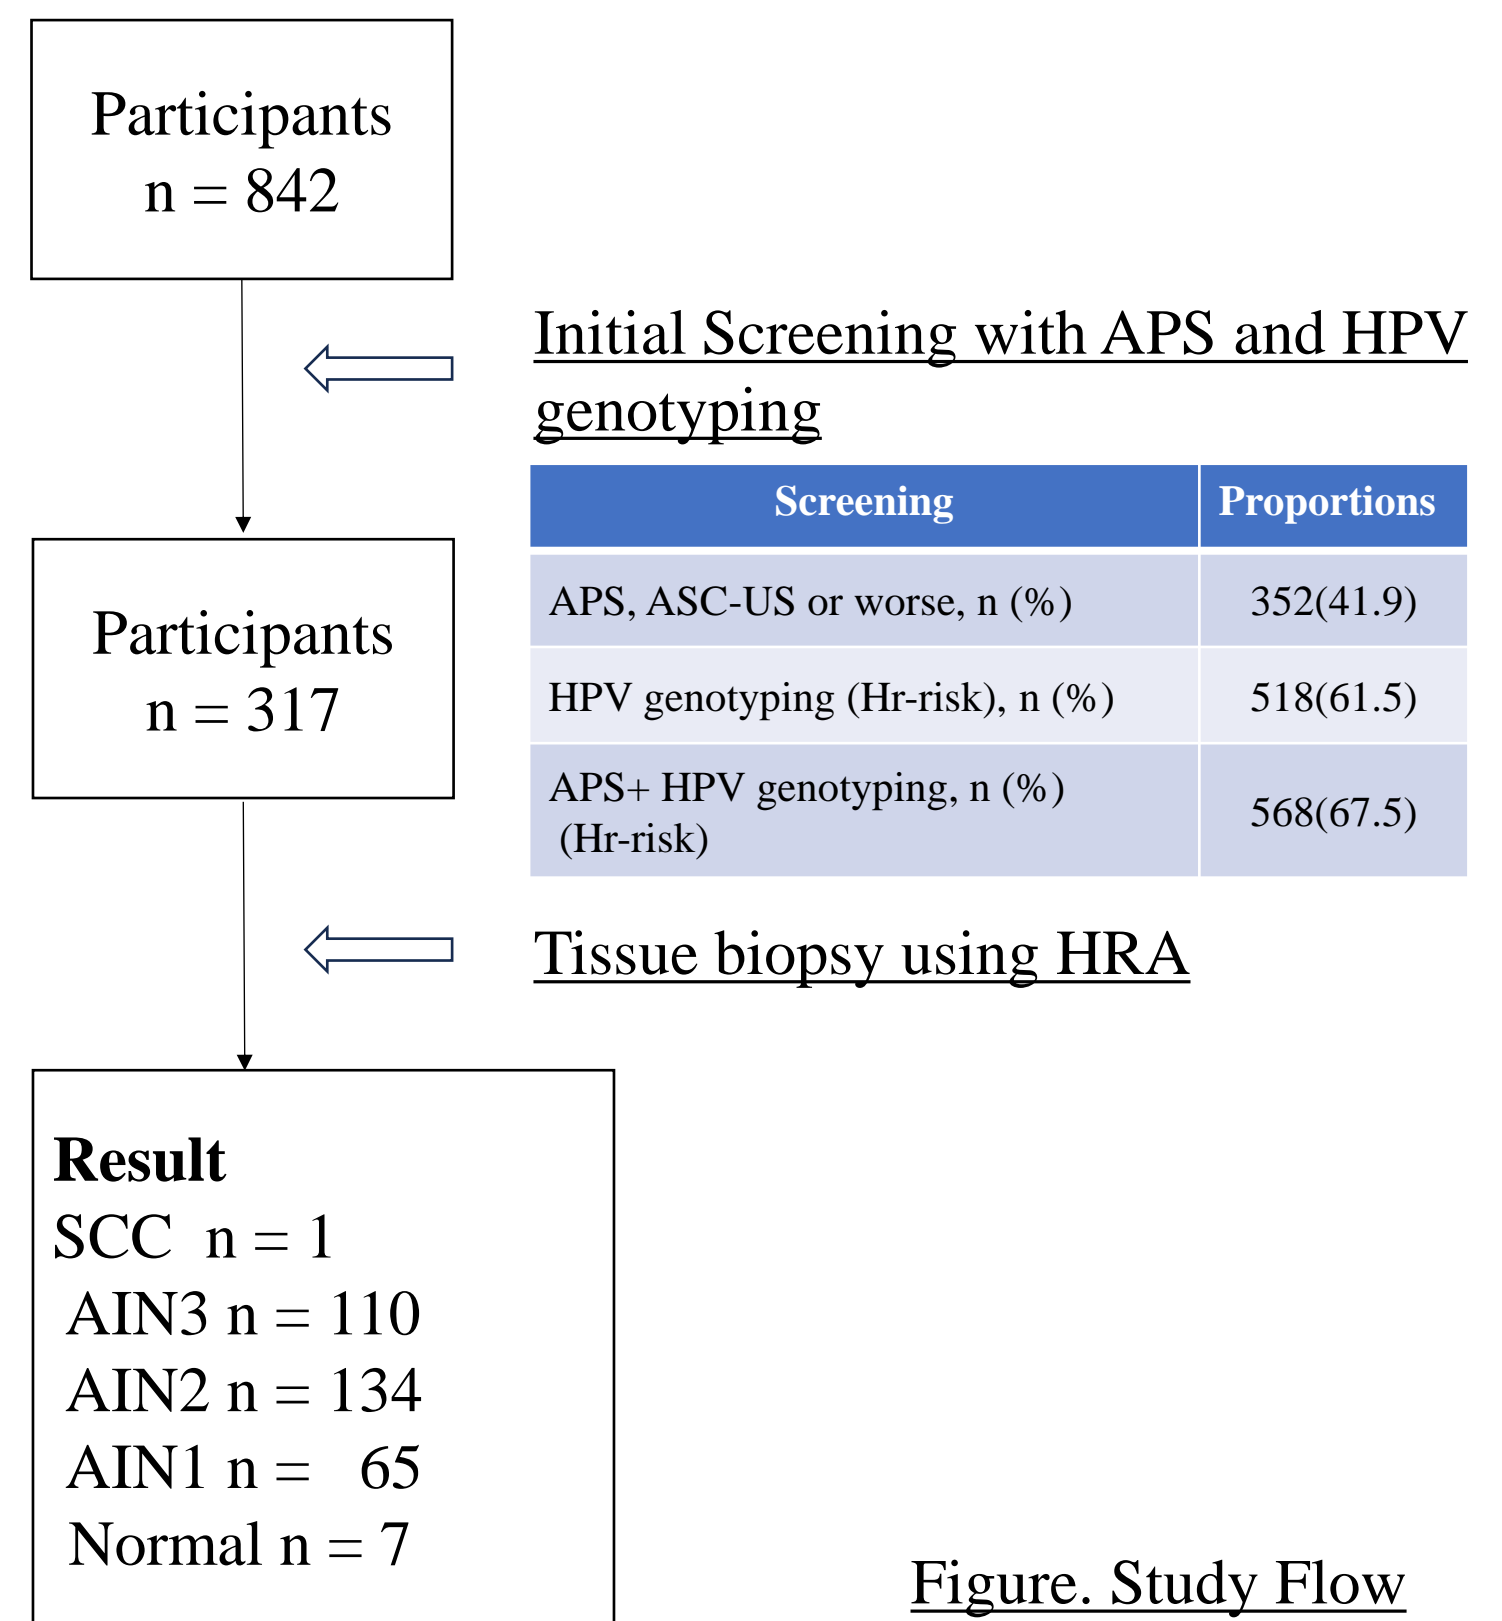 Participants
n = 842
Initial Screening with APS and HPV
genotyping
Screening Proportions
APS, ASC-US or worse, n (%) 352(41.9)
HPV genotyping (Hr-risk), n (%) 518(61.5)
APS+ HPV genotyping, n (%)
(Hr-risk) 568(67.5)
Participants
n = 317
Tissue biopsy using HRA
Result
SCC n = 1
AIN3 n = 110
AIN2 n = 134
AIN1 n = 65
Normal n = 7
Figure. Study Flow